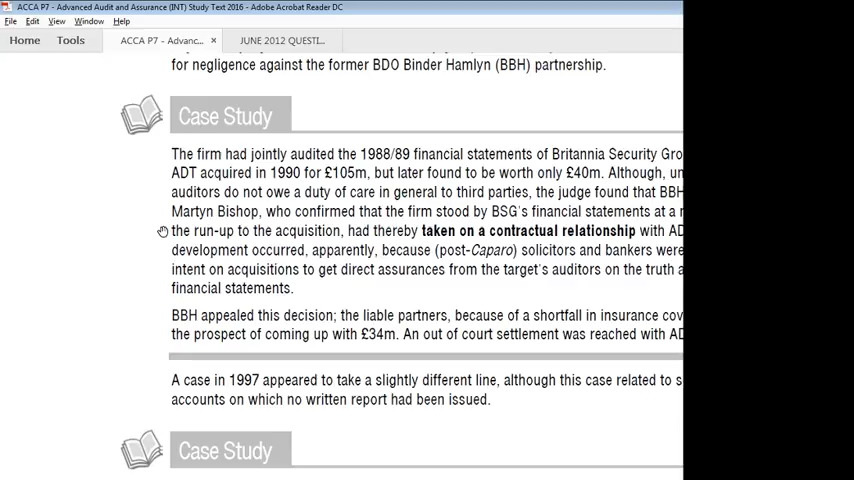 ACCA P7 - Advanced Audit and Assurance (INT) Study Text 2016 - Adobe Acrobat Reader DC
File Edit View Window Help
Home Tools ACCA P7 - Advanc... × JUNE 2012 QUESTI...
for negligence against the former BDO Binder Hamlyn (BBH) partnership.
Case Study
The firm had jointly audited the 1988/89 financial statements of Britannia Security Gro
ADT acquired in 1990 for £105m, but later found to be worth only £40m. Although, un
auditors do not owe a duty of care in general to third parties, the judge found that BBH
Martyn Bishop, who confirmed that the firm stood by BSG's financial statements at a
the run-up to the acquisition, had thereby taken on a contractual relationship with AD
development occurred, apparently, because (post-Caparo) solicitors and bankers were
intent on acquisitions to get direct assurances from the target's auditors on the truth a
financial statements.
BBH appealed this decision; the liable partners, because of a shortfall in insurance cov
the prospect of coming up with £34m. An out of court settlement was reached with AD
A case in 1997 appeared to take a slightly different line, although this case related to s
accounts on which no written report had been issued.
Case Study